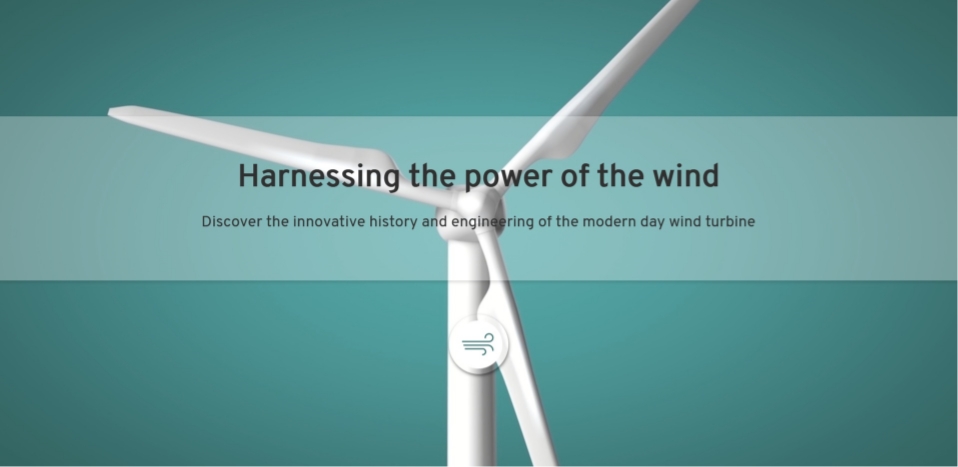 Harnessing the power of the wind
Discover the innovative history and engineering of the modern day wind turbine